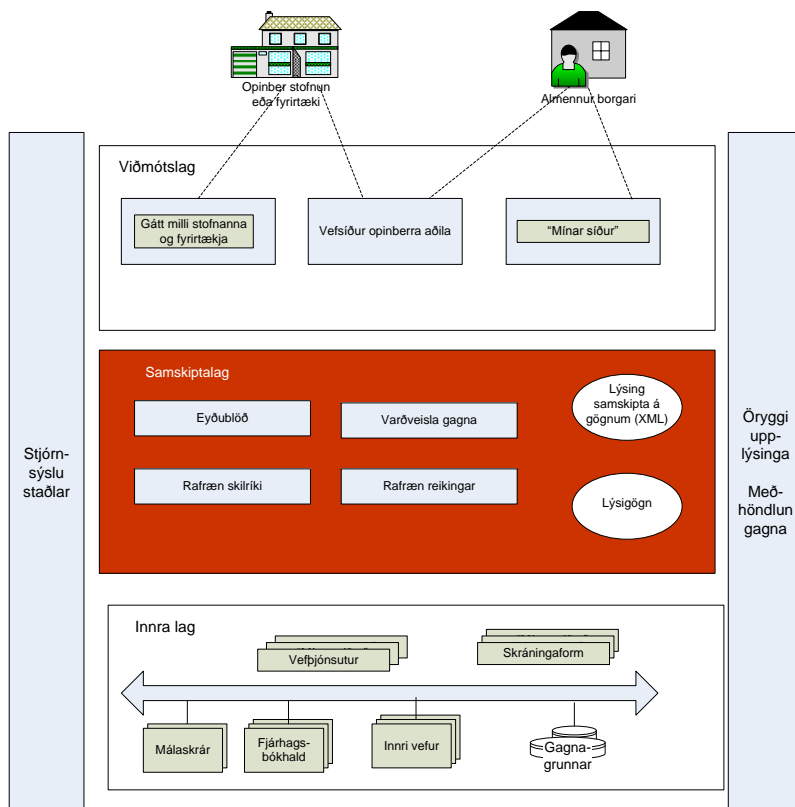 Opinber stofnun
eða fyrirtæki
Almennur borgari
Viðmótslag
Gátt milli stofnanna
og fyrirtækja
Vefsíður opinberra aðila
“Mínar síður”
Samskiptalag
Eyðublöð
Varðveisla gagna
Lýsing
samskipta á
gögnum (XML)
Rafræn skilríki
Rafræn reikingar
Lýsigögn
Stjórn-
sýslu
staðlar
Öryggi
upp-
lýsinga
Með-
höndlun
gagna
Innra lag
Vefþjónsutur
Skráningaform
Málaskrár
Fjárhags-
bókhald
Innri vefur
Gagna-
grunnar